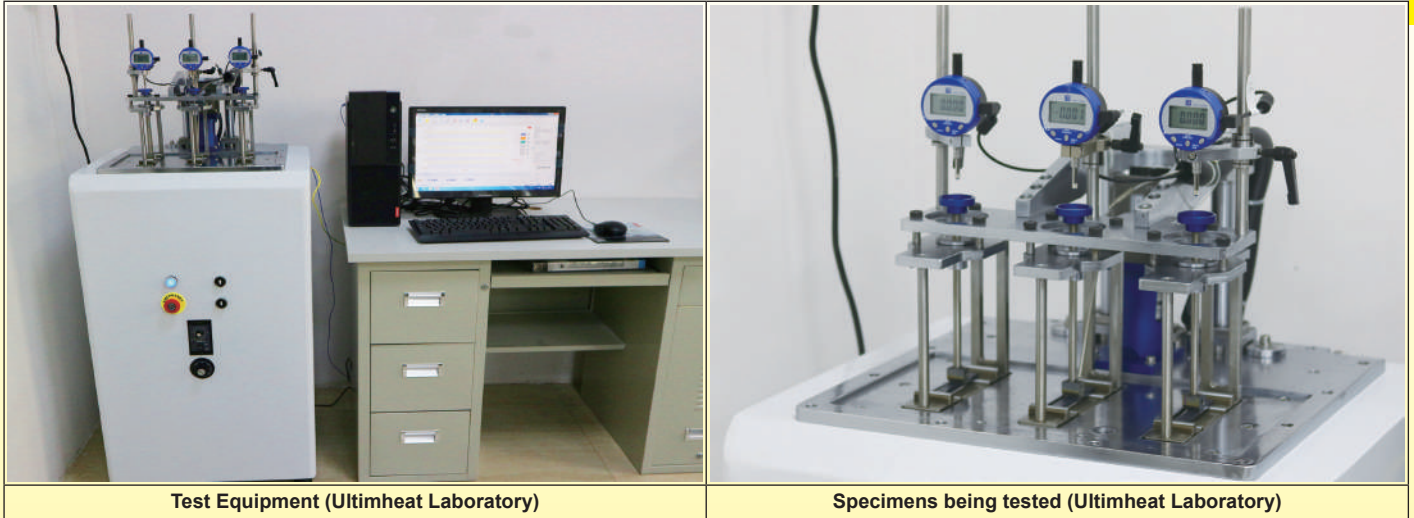 Test Equipment (Ultimheat Laboratory)
Specimens being tested (Ultimheat Laboratory)